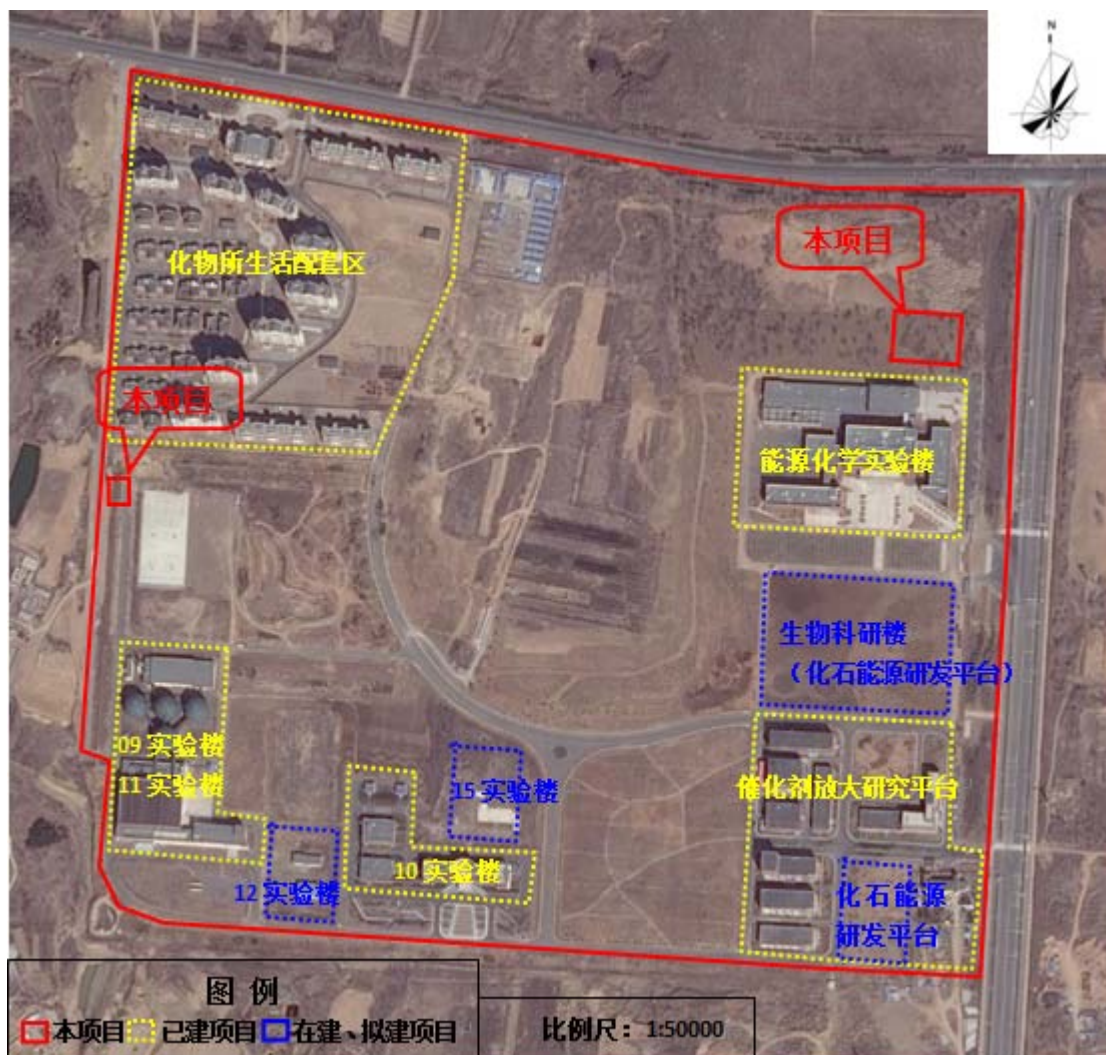 N
本项目
化物所生活配套区
本项目
能源化学实验楼
生物科研楼
（化石能源研发平台）
09 实验楼
11 实验楼
15 实验楼
催化剂放大研究平台
10 实验楼
12 实验楼
化石能源
研发平台
图 例
本项目 已建项目 在建、拟建项目
比例尺：1:50000